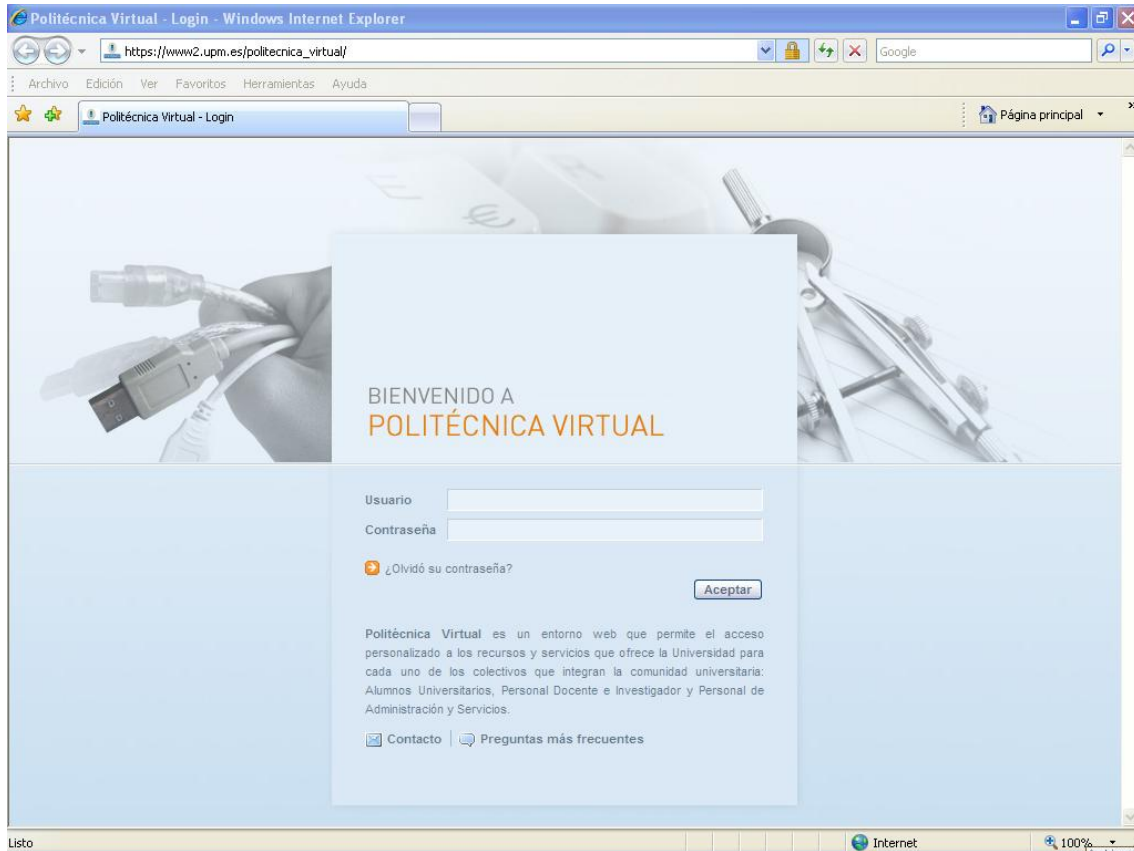 Politécnica Virtual - Login - Windows Internet Explorer
https://www2.upm.es/politecnica_virtual/
Google
Archivo Edición Ver Favoritos Herramientas Ayuda
Politécnica Virtual - Login
Página principal
€
BIENVENIDO A
POLITÉCNICA VIRTUAL
Usuario
Contraseña
¿Olvidó su contraseña?
Aceptar
Politécnica Virtual es un entorno web que permite el acceso
personalizado a los recursos y servicios que ofrece la Universidad para
cada uno de los colectivos que integran la comunidad universitaria:
Alumnos Universitarios, Personal Docente e Investigador y Personal de
Administración y Servicios.
Contacto Preguntas más frecuentes
Listo
Internet
100%